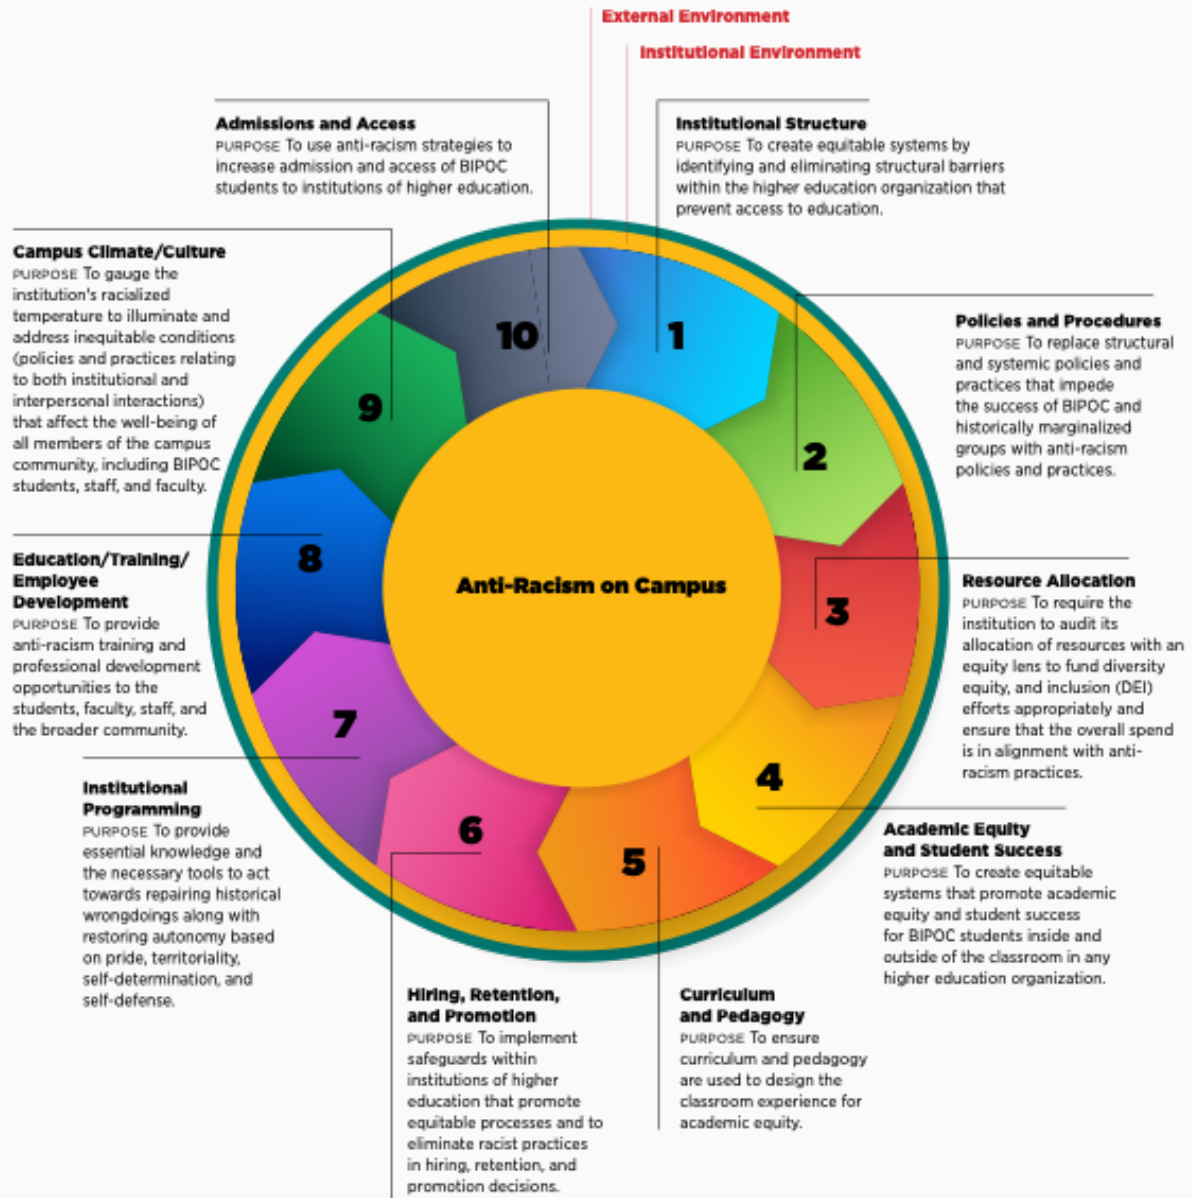 External Environment
Institutional Environment
Admissions and Access
PURPOSE To use anti-racism strategies to
increase admission and access of BIPOC
students to institutions of higher education.
Institutional Structure
PURPOSE To create equitable systems by
identifying and eliminating structural barriers
within the higher education organization that
prevent access to education.
Campus Climate/Culture
PURPOSE To gauge the
institution's racialized
temperature to illuminate and
address inequitable conditions
(policies and practices relating
to both institutional and
interpersonal interactions)
that affect the well-being of
all members of the campus
community, including BIPOC
students, staff, and faculty.
Policies and Procedures
PURPOSE To replace structural
and systemic policies and
practices that impede
the success of BIPOC and
historically marginalized
groups with anti-racism
policies and practices.
10
1
9
2
8
3
7
4
6
5
Anti-Racism on Campus
Education/Training/
Employee
Development
PURPOSE To provide
anti-racism training and
professional development
opportunities to the
students, faculty, staff, and
the broader community.
Resource Allocation
PURPOSE To require the
institution to audit its
allocation of resources with an
equity lens to fund diversity
equity, and inclusion (DEI)
efforts appropriately and
ensure that the overall spend
is in alignment with anti-
racism practices.
Institutional
Programming
PURPOSE To provide
essential knowledge and
the necessary tools to act
towards repairing historical
wrongdoings along with
restoring autonomy based
on pride, territoriality,
self-determination, and
self-defense.
Academic Equity
and Student Success
PURPOSE To create equitable
systems that promote academic
equity and student success
for BIPOC students inside and
outside of the classroom in any
higher education organization.
Hiring, Retention,
and Promotion
PURPOSE To implement
safeguards within
institutions of higher
education that promote
equitable processes and to
eliminate racist practices
in hiring, retention, and
promotion decisions.
Curriculum
and Pedagogy
PURPOSE To ensure
curriculum and pedagogy
are used to design the
classroom experience for
academic equity.